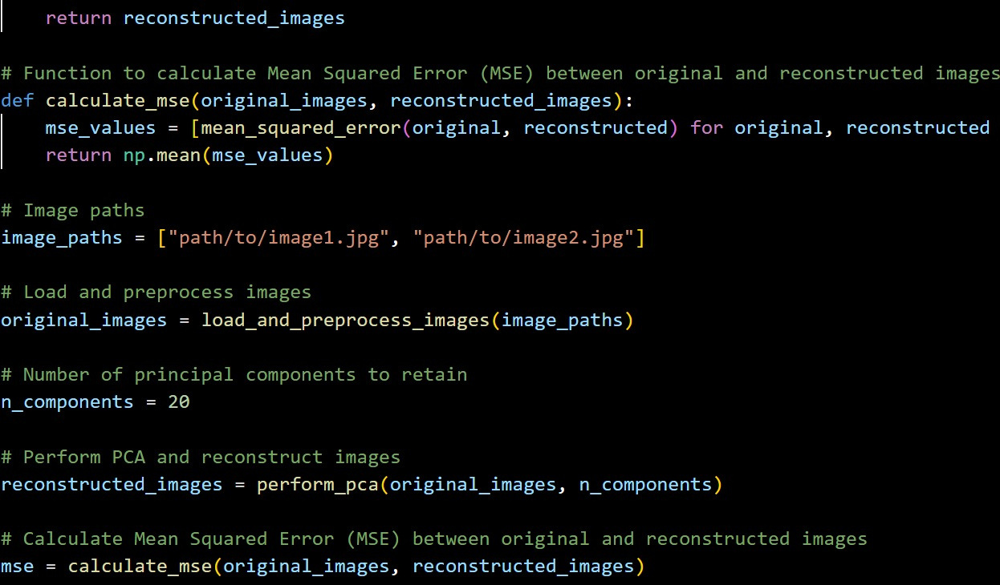 return reconstructed_images

# Function to calculate Mean Squared Error (MSE) between original and reconstructed images
def calculate_mse(original_images, reconstructed_images):
    mse_values = [mean_squared_error(original, reconstructed) for original, reconstructed
    return np.mean(mse_values)

# Image paths
image_paths = ["path/to/image1.jpg", "path/to/image2.jpg"]

# Load and preprocess images
original_images = load_and_preprocess_images(image_paths)

# Number of principal components to retain
n_components = 20

# Perform PCA and reconstruct images
reconstructed_images = perform_pca(original_images, n_components)

# Calculate Mean Squared Error (MSE) between original and reconstructed images
mse = calculate_mse(original_images, reconstructed_images)